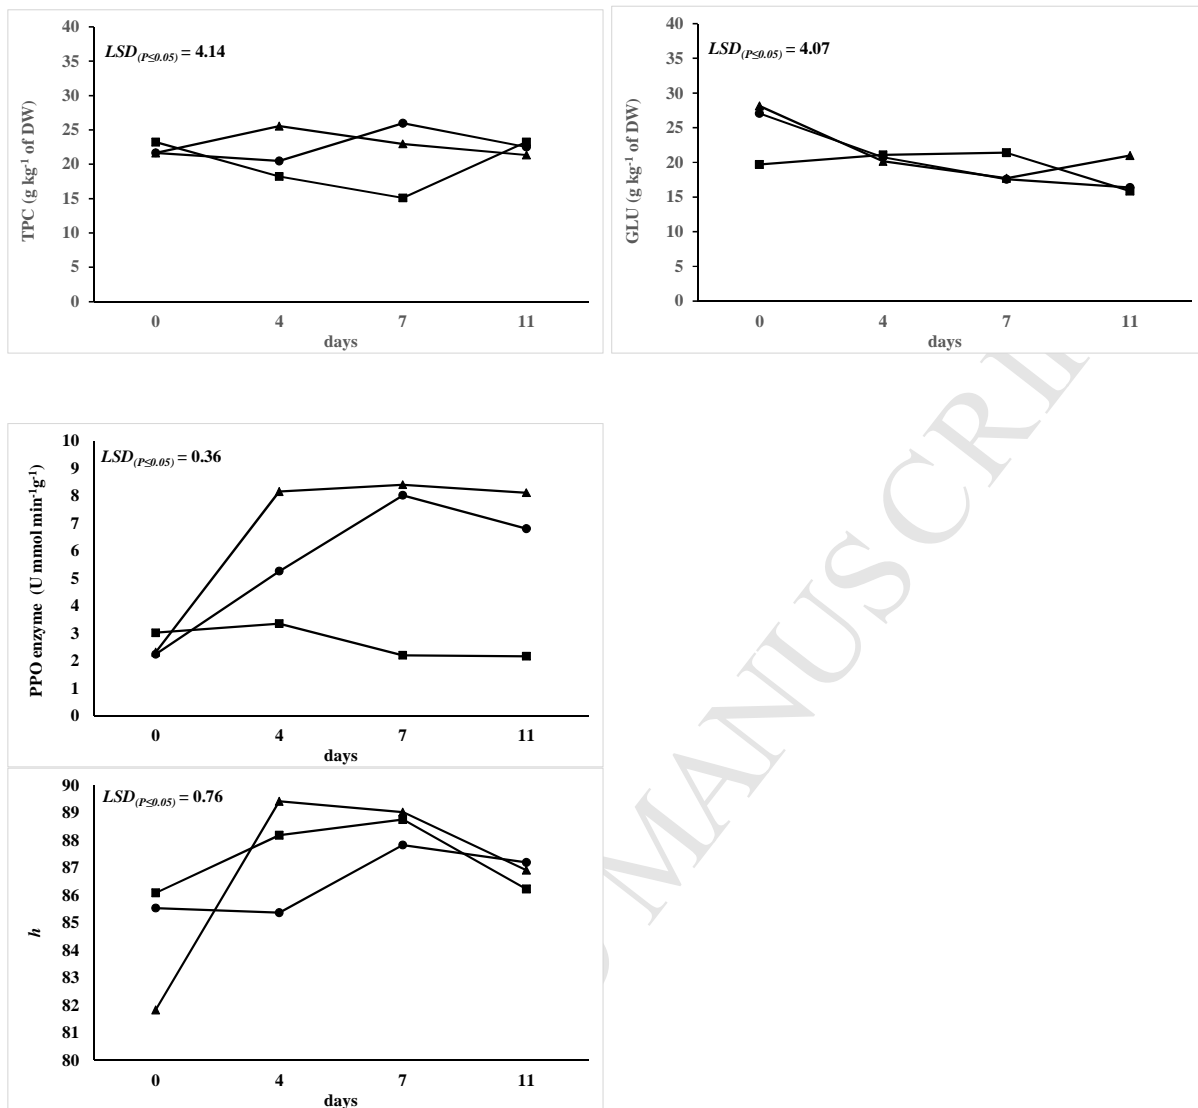 LSD(P≤0.05) = 4.14
TPC (g kg-1 of DW)
40
35
30
25
20
15
10
5
0
0 4 7 11
days
LSD(P≤0.05) = 4.07
GLU (g kg-1 of DW)
40
35
30
25
20
15
10
5
0
0 4 7 11
days
LSD(P≤0.05) = 0.36
PPO enzyme (U mmol min-1g-1)
10
9
8
7
6
5
4
3
2
1
0
0 4 7 11
days
LSD(P≤0.05) = 0.76
h
90
89
88
87
86
85
84
83
82
81
80
0 4 7 11
days
MANUSCRI